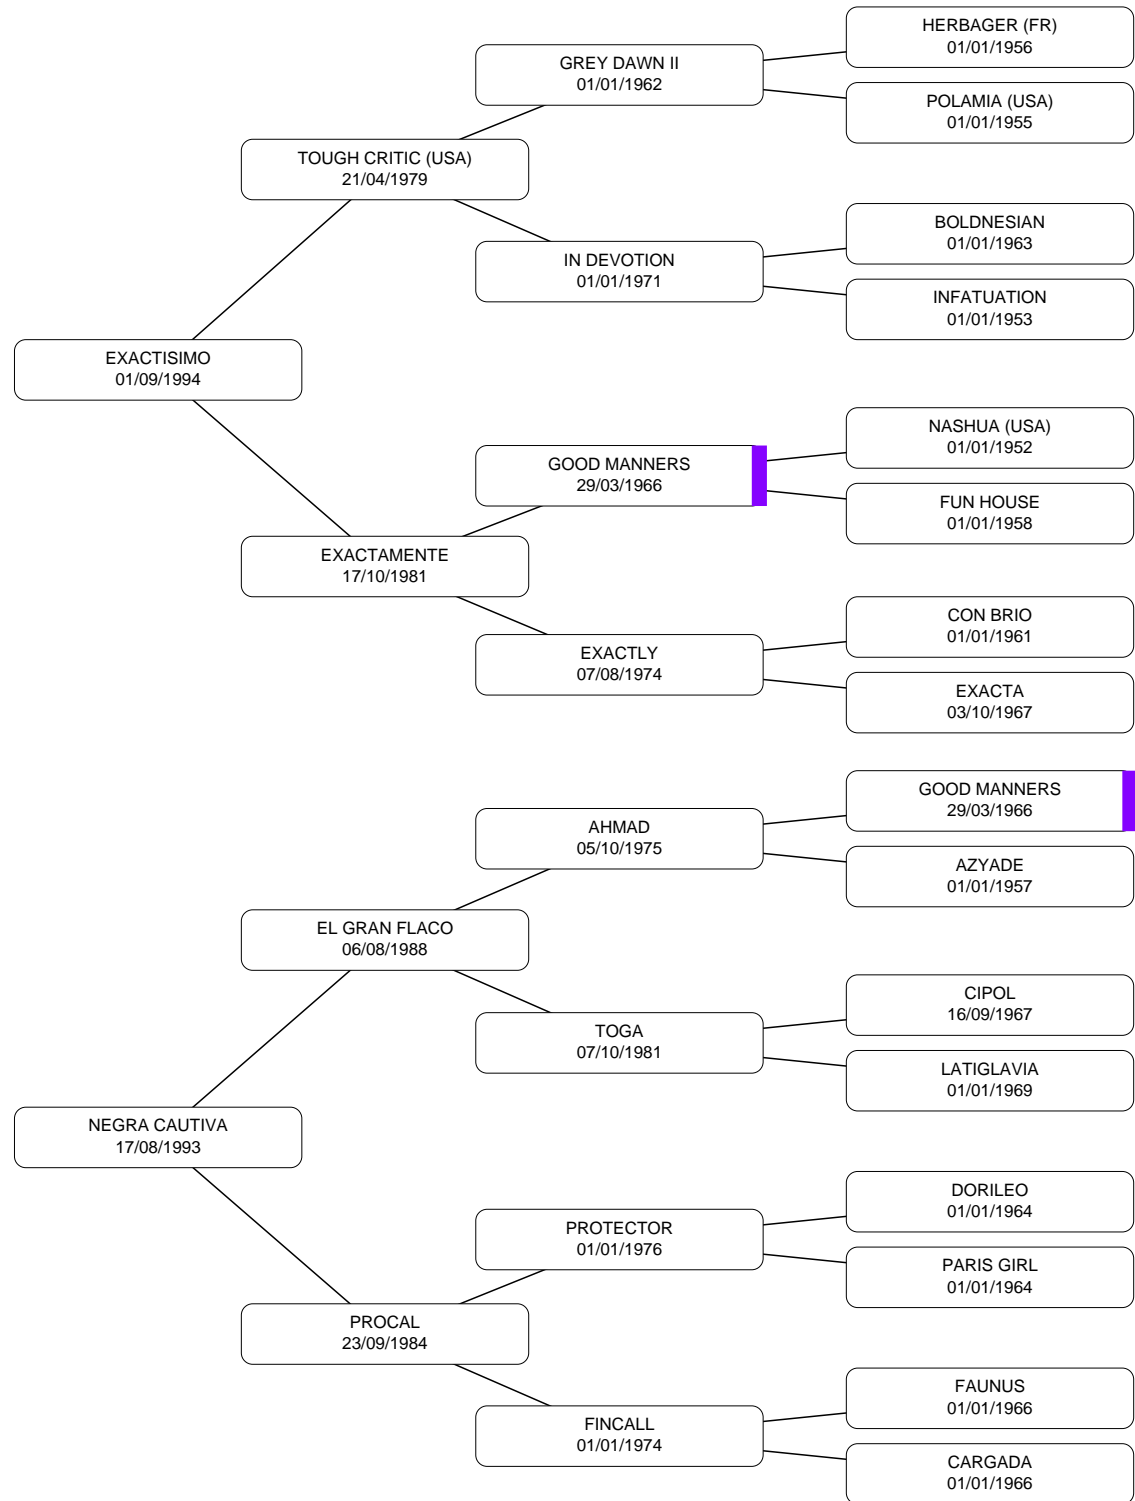 HERBAGER (FR)
01/01/1956
GREY DAWN II
01/01/1962
POLAMIA (USA)
01/01/1955
TOUGH CRITIC (USA)
21/04/1979
BOLDNESIAN
01/01/1963
IN DEVOTION
01/01/1971
INFATUATION
01/01/1953
EXACTISIMO
01/09/1994
NASHUA (USA)
01/01/1952
GOOD MANNERS
29/03/1966
FUN HOUSE
01/01/1958
EXACTAMENTE
17/10/1981
CON BRIO
01/01/1961
EXACTLY
07/08/1974
EXACTA
03/10/1967
GOOD MANNERS
29/03/1966
AHMAD
05/10/1975
AZYADE
01/01/1957
EL GRAN FLACO
06/08/1988
CIPOL
16/09/1967
TOGA
07/10/1981
LATIGLAVIA
01/01/1969
NEGRA CAUTIVA
17/08/1993
DORILEO
01/01/1964
PROTECTOR
01/01/1976
PARIS GIRL
01/01/1964
PROCAL
23/09/1984
FAUNUS
01/01/1966
FINCALL
01/01/1974
CARGADA
01/01/1966